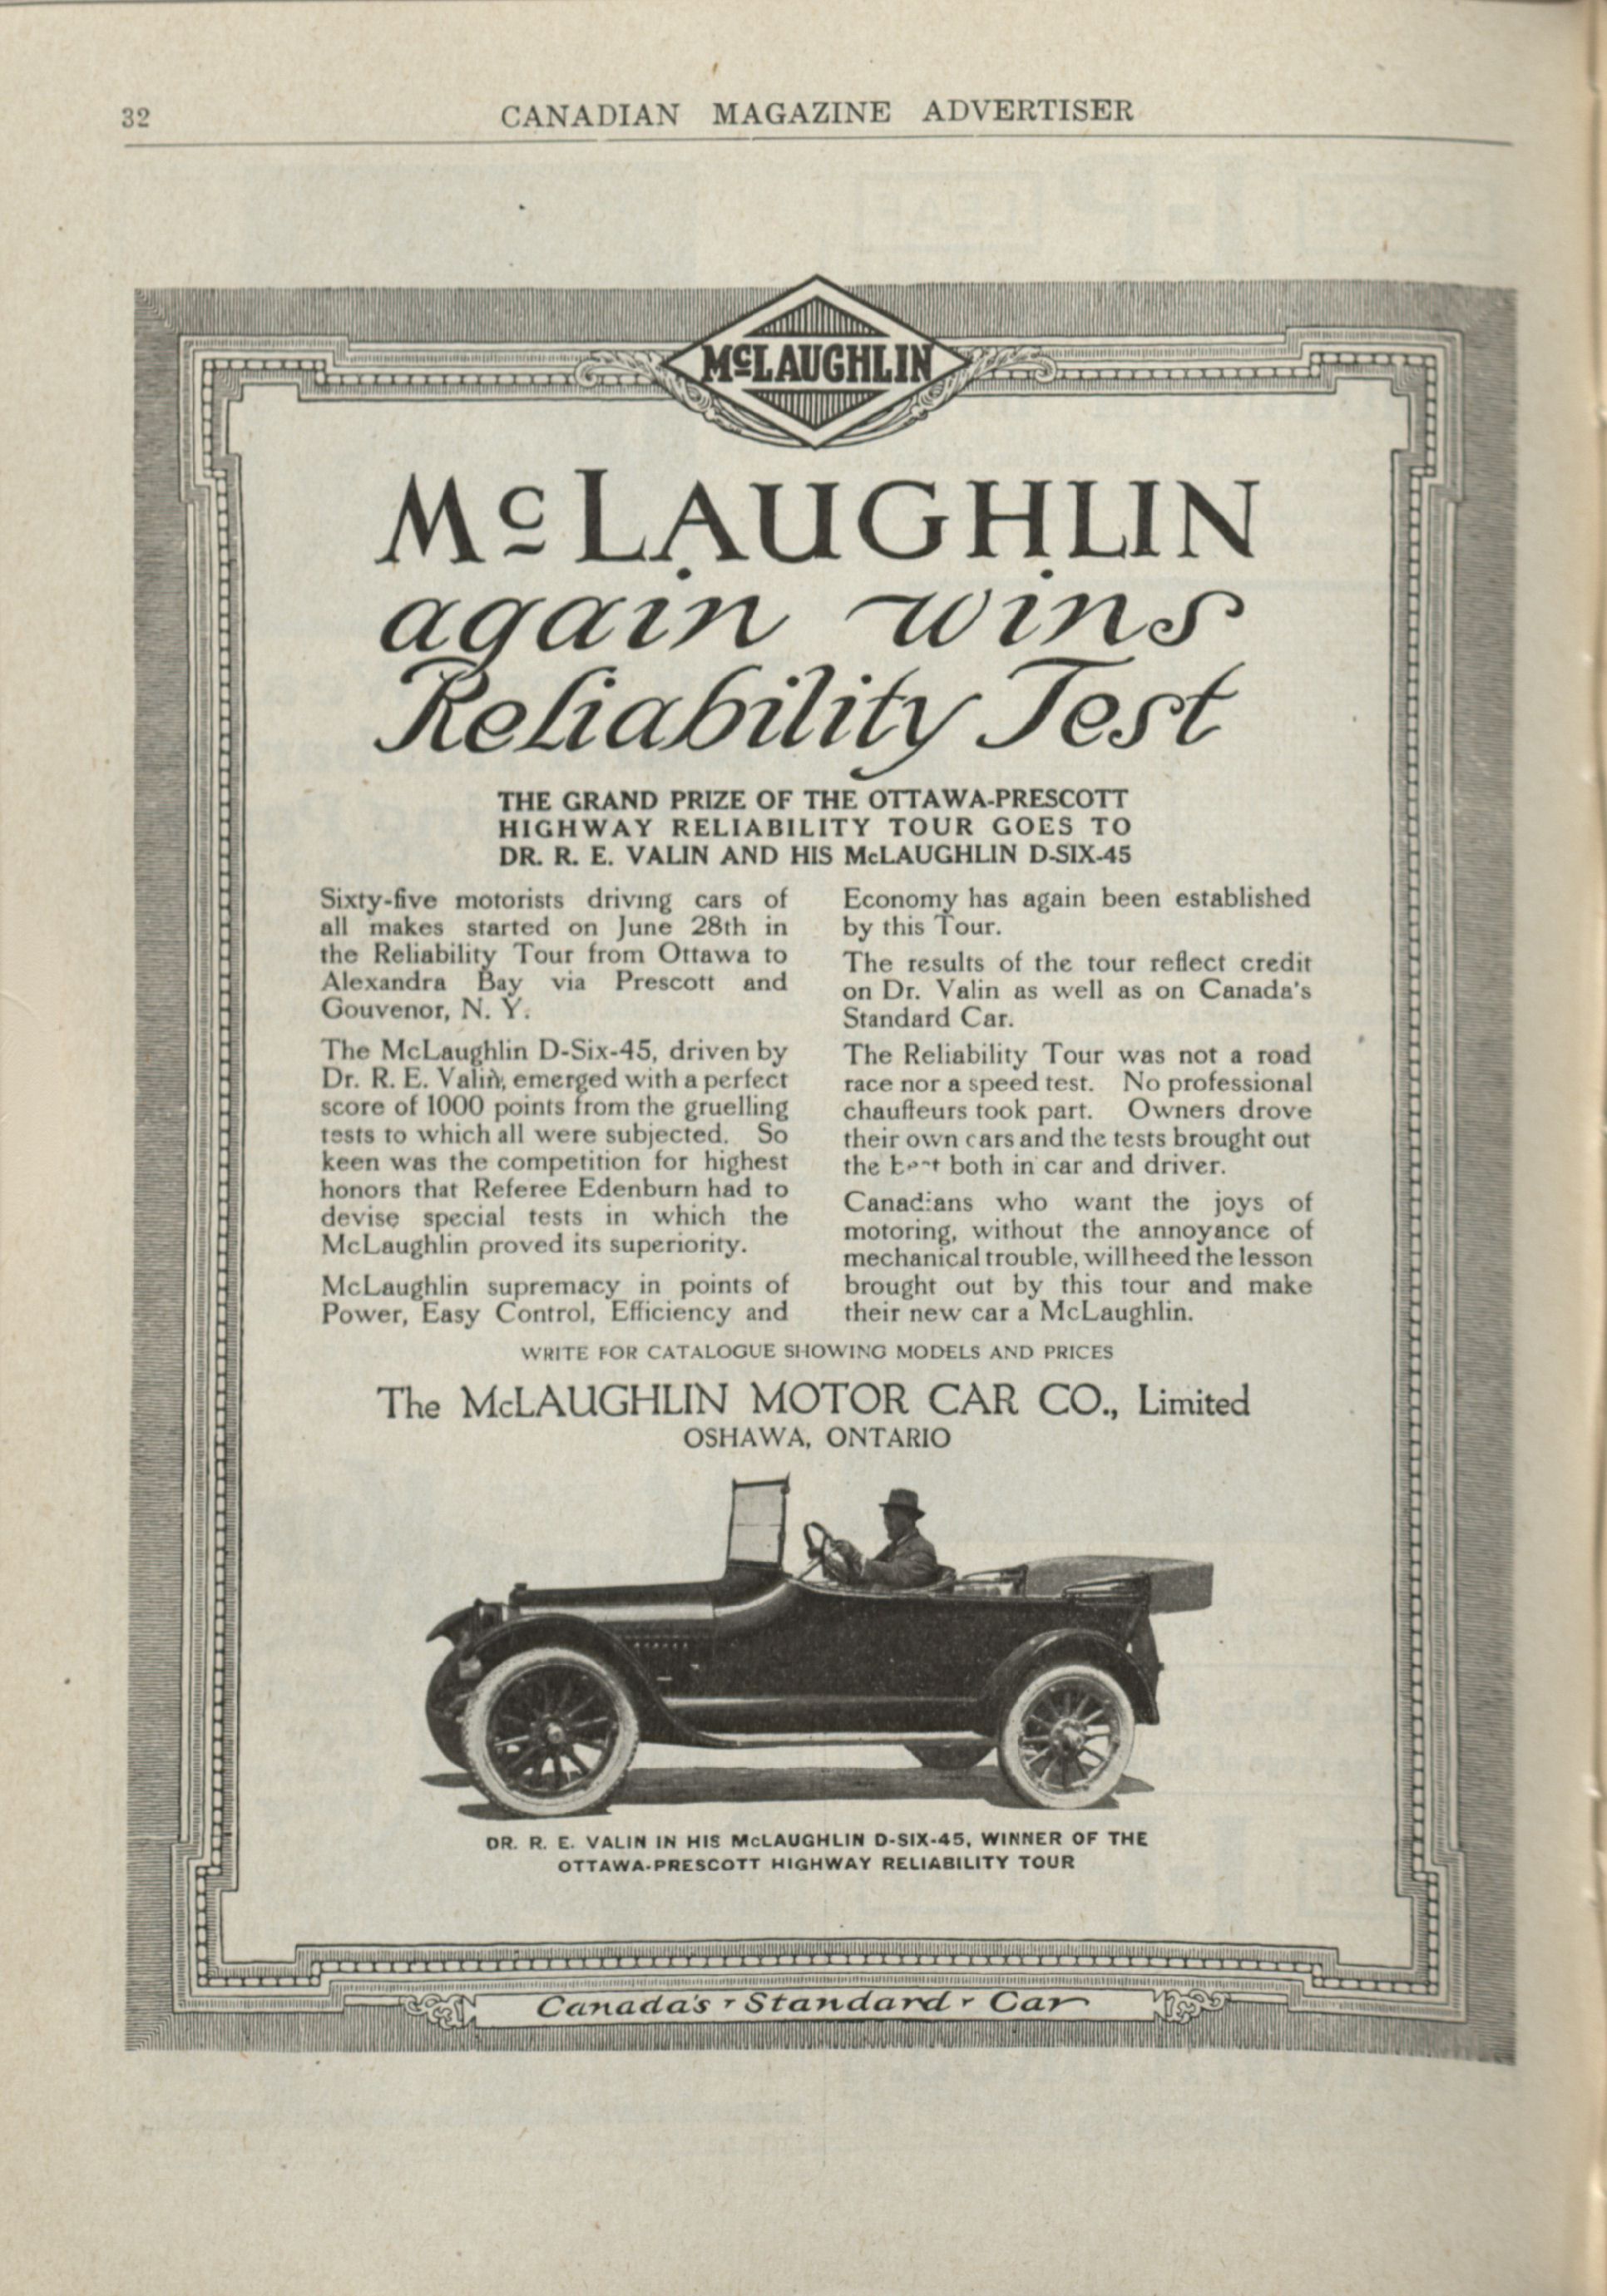 32
CANADIAN MAGAZINE ADVERTISER
McLAUGHLIN
McLAUGHLIN
again wins
Reliability Test
THE GRAND PRIZE OF THE OTTAWA-PRESCOTT
HIGHWAY RELIABILITY TOUR GOES TO
DR. R. E. VALIN AND HIS McLAUGHLIN D-SIX-45
Sixty-five motorists driving cars of
all makes started on June 28th in
the Reliability Tour from Ottawa to
Alexandra Bay via Prescott and
Gouvenor, N. Y.
The McLaughlin D-Six-45, driven by
Dr. R. E. Valin, emerged with a perfect
score of 1000 points from the gruelling
tests to which all were subjected. So
keen was the competition for highest
honors that Referee Edenburn had to
devise special tests in which the
McLaughlin proved its superiority.
McLaughlin supremacy in points of
Power, Easy Control, Efficiency and
Economy has again been established
by this Tour.
The results of the tour reflect credit
on Dr. Valin as well as on Canada's
Standard Car.
The Reliability Tour was not a road
race nor a speed test. No professional
chauffeurs took part. Owners drove
their own cars and the tests brought out
the best both in car and driver.
Canadians who want the joys of
motoring, without the annoyance of
mechanical trouble, will heed the lesson
brought out by this tour and make
their new car a McLaughlin.
WRITE FOR CATALOGUE SHOWING MODELS AND PRICES
The McLAUGHLIN MOTOR CAR CO., Limited
OSHAWA, ONTARIO
DR. R. E. VALIN IN HIS McLAUGHLIN D-SIX-45, WINNER OF THE
OTTAWA-PRESCOTT HIGHWAY RELIABILITY TOUR
Canada's Standard Car